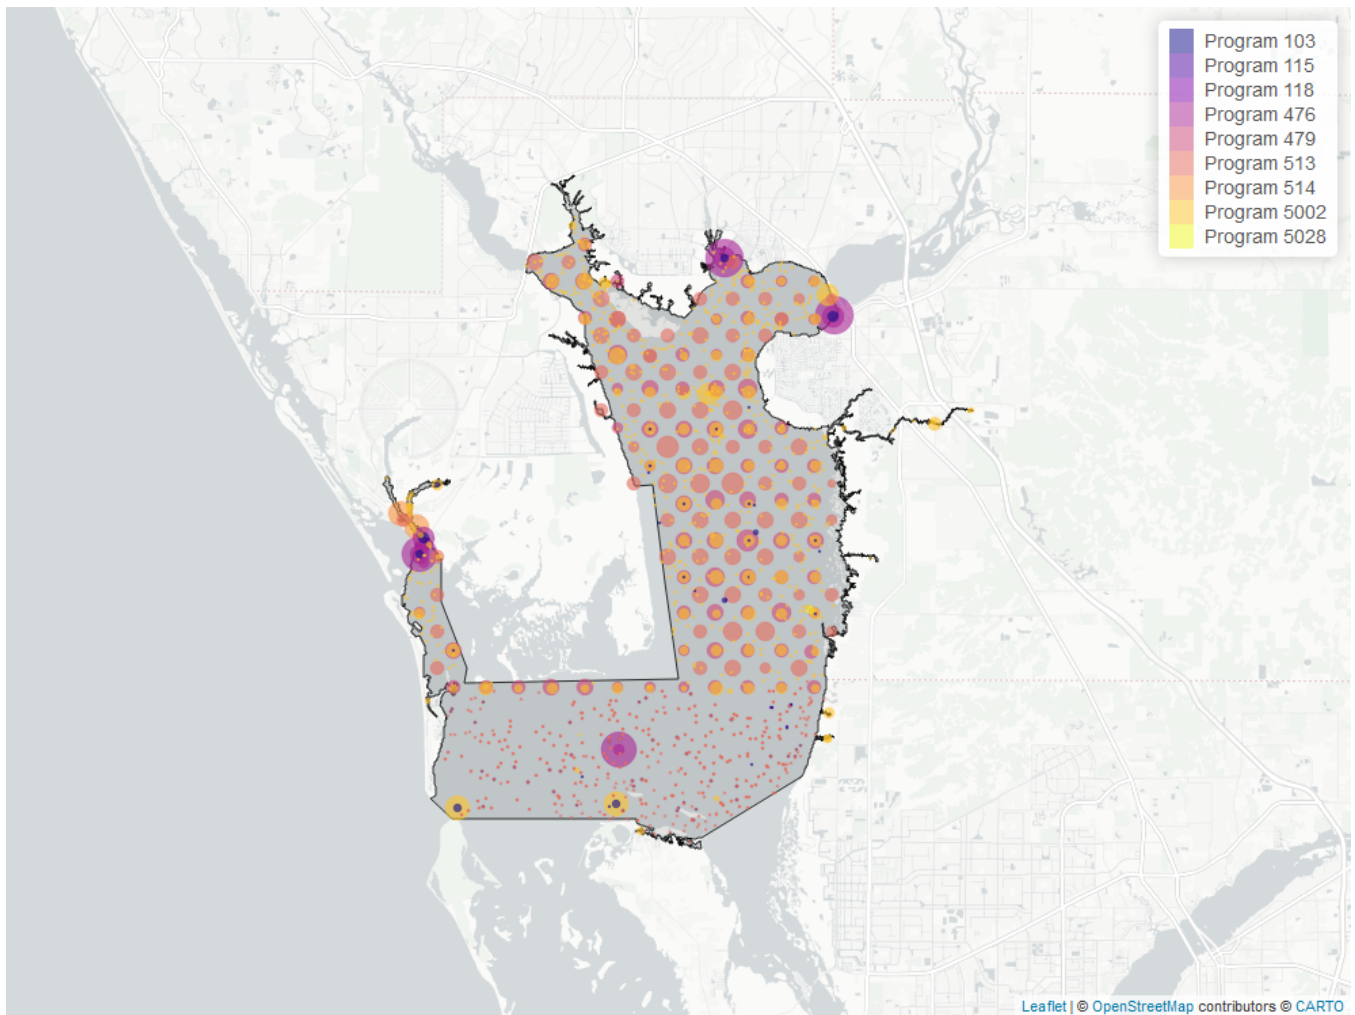 Program 103
Program 115
Program 118
Program 476
Program 479
Program 513
Program 514
Program 5002
Program 5028
Leaflet | © OpenStreetMap contributors © CARTO